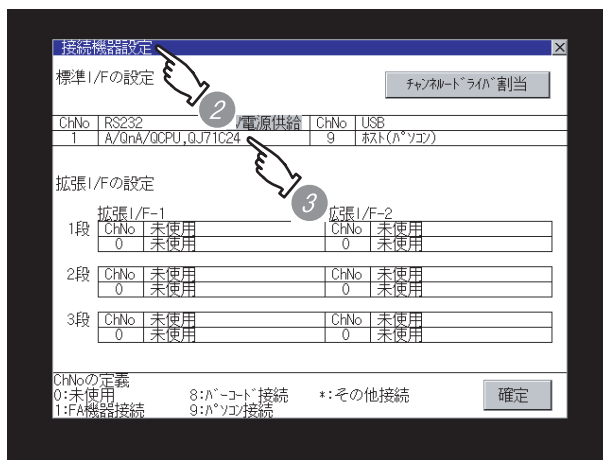 接続機器設定
標準I/Fの設定
チャンネルードライバ割当
2
ChNo RS232 /電源供給 ChNo USB
1 A/QnA/QCPU,QJ71C24 9 ホスト(パソコン)
拡張I/Fの設定
3
拡張I/F-1 拡張I/F-2
1段 ChNo 未使用 ChNo 未使用
0 未使用 0 未使用
2段 ChNo 未使用 ChNo 未使用
0 未使用 0 未使用
3段 ChNo 未使用 ChNo 未使用
0 未使用 0 未使用
ChNoの定義
0:未使用 8:バーコード接続 *:その他接続
1:FA機器接続 9:パソコン接続
確定